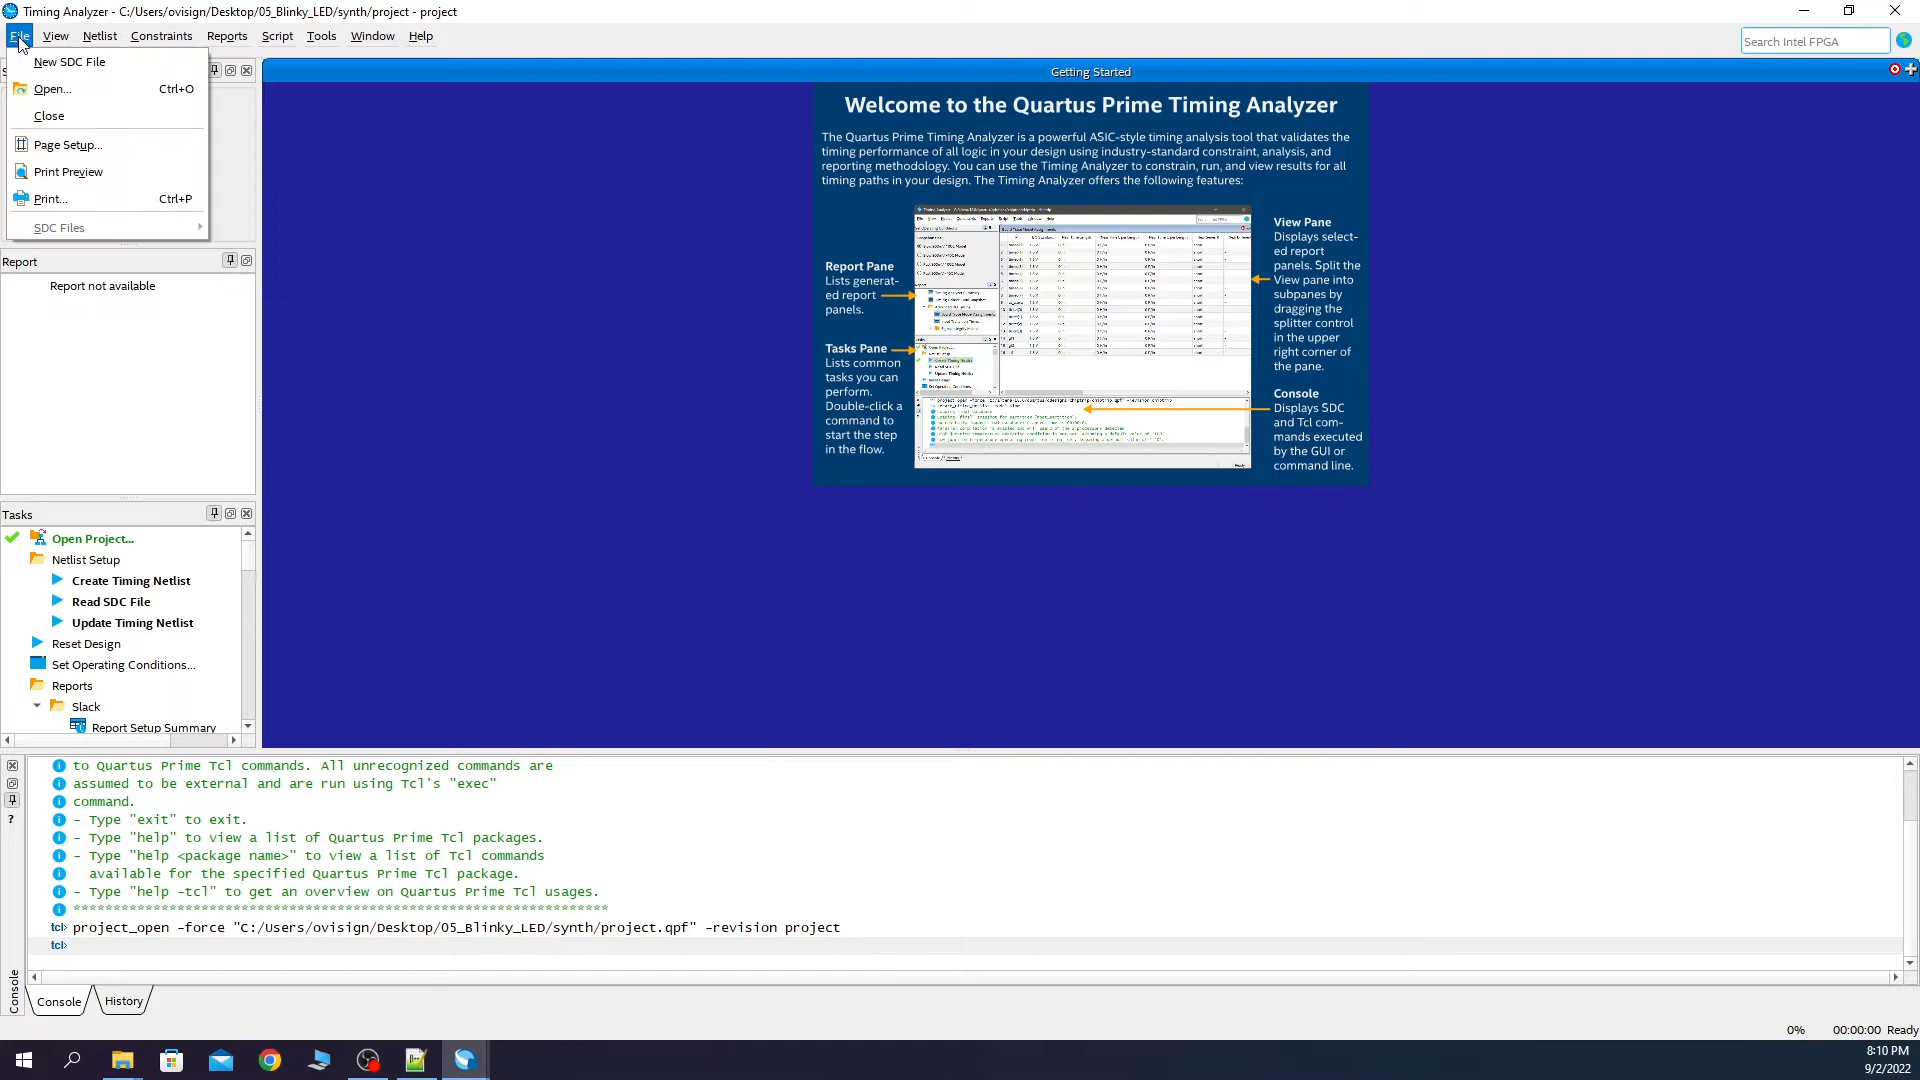 Timing Analyzer - C:/Users/ovisign/Desktop/05_Blinky_LED/synth/project - project
File View Netlist Constraints Reports Script Tools Window Help
Search Intel FPGA
New SDC File
Open... Ctrl+O
Close
Page Setup...
Print Preview
Print... Ctrl+P
SDC Files
Getting Started
Welcome to the Quartus Prime Timing Analyzer
The Quartus Prime Timing Analyzer is a powerful ASIC-style timing analysis tool that validates the
timing performance of all logic in your design using industry-standard constraint, analysis, and
reporting methodology. You can use the Timing Analyzer to constrain, run, and view results for all
timing paths in your design. The Timing Analyzer offers the following features:
Report Pane
Lists generat-
ed report
panels.
Tasks Pane
Lists common
tasks you can
perform.
Double-click a
command to
start the step
in the flow.
View Pane
Displays select-
ed report
panels. Split the
View pane into
subpanes by
dragging the
splitter control
in the upper
right corner of
the pane.
Console
Displays SDC
and Tcl com-
mands executed
by the GUI or
command line.
Report
Report not available
Tasks
Open Project...
Netlist Setup
Create Timing Netlist
Read SDC File
Update Timing Netlist
Reset Design
Set Operating Conditions...
Reports
Slack
Report Setup Summary
to Quartus Prime Tcl commands. All unrecognized commands are
assumed to be external and are run using Tcl's "exec"
command.
- Type "exit" to exit.
- Type "help" to view a list of Quartus Prime Tcl packages.
- Type "help <package name>" to view a list of Tcl commands
available for the specified Quartus Prime Tcl package.
- Type "help -tcl" to get an overview on Quartus Prime Tcl usages.
*******************************************************************
tcl> project_open -force "C:/Users/ovisign/Desktop/05_Blinky_LED/synth/project.qpf" -revision project
tcl>
Console
Console History
0% 00:00:00 Ready
8:10 PM
9/2/2022